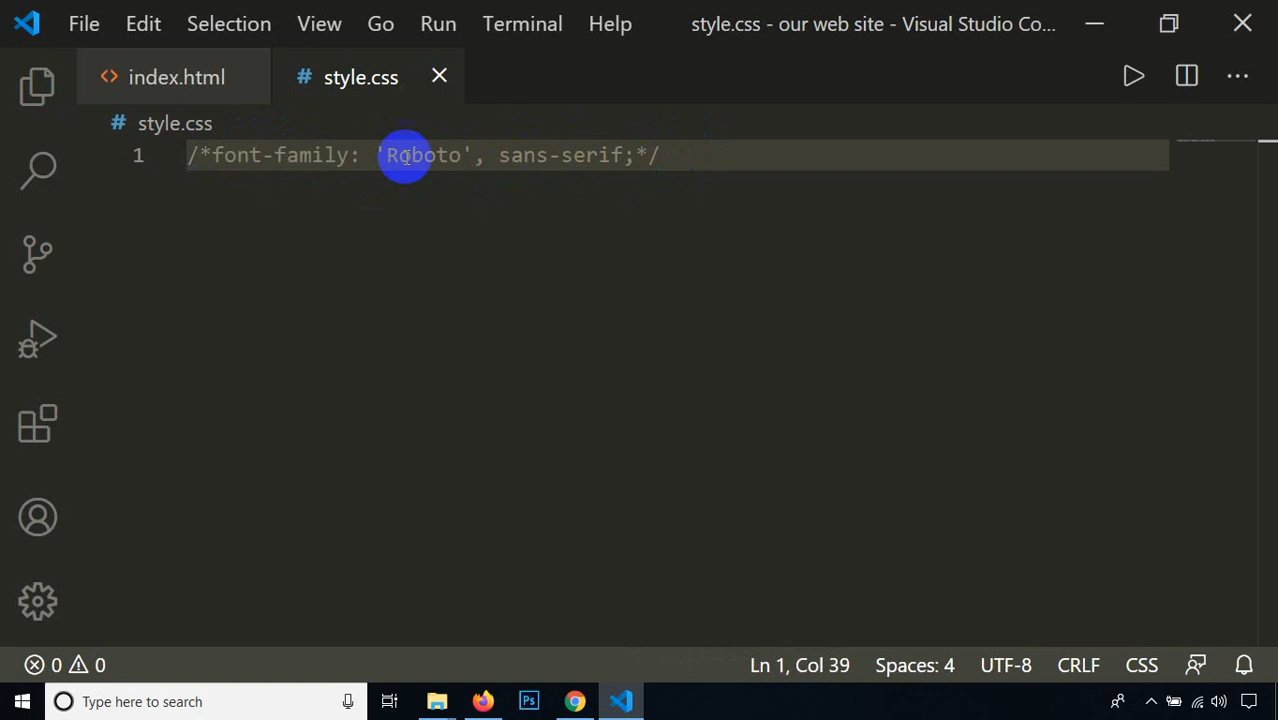 File Edit Selection View Go Run Terminal Help style.css - our web site - Visual Studio Co...
index.html # style.css
# style.css
1 /*font-family: 'Roboto', sans-serif;*/
0 0 Ln 1, Col 39 Spaces: 4 UTF-8 CRLF CSS
Type here to search Ps